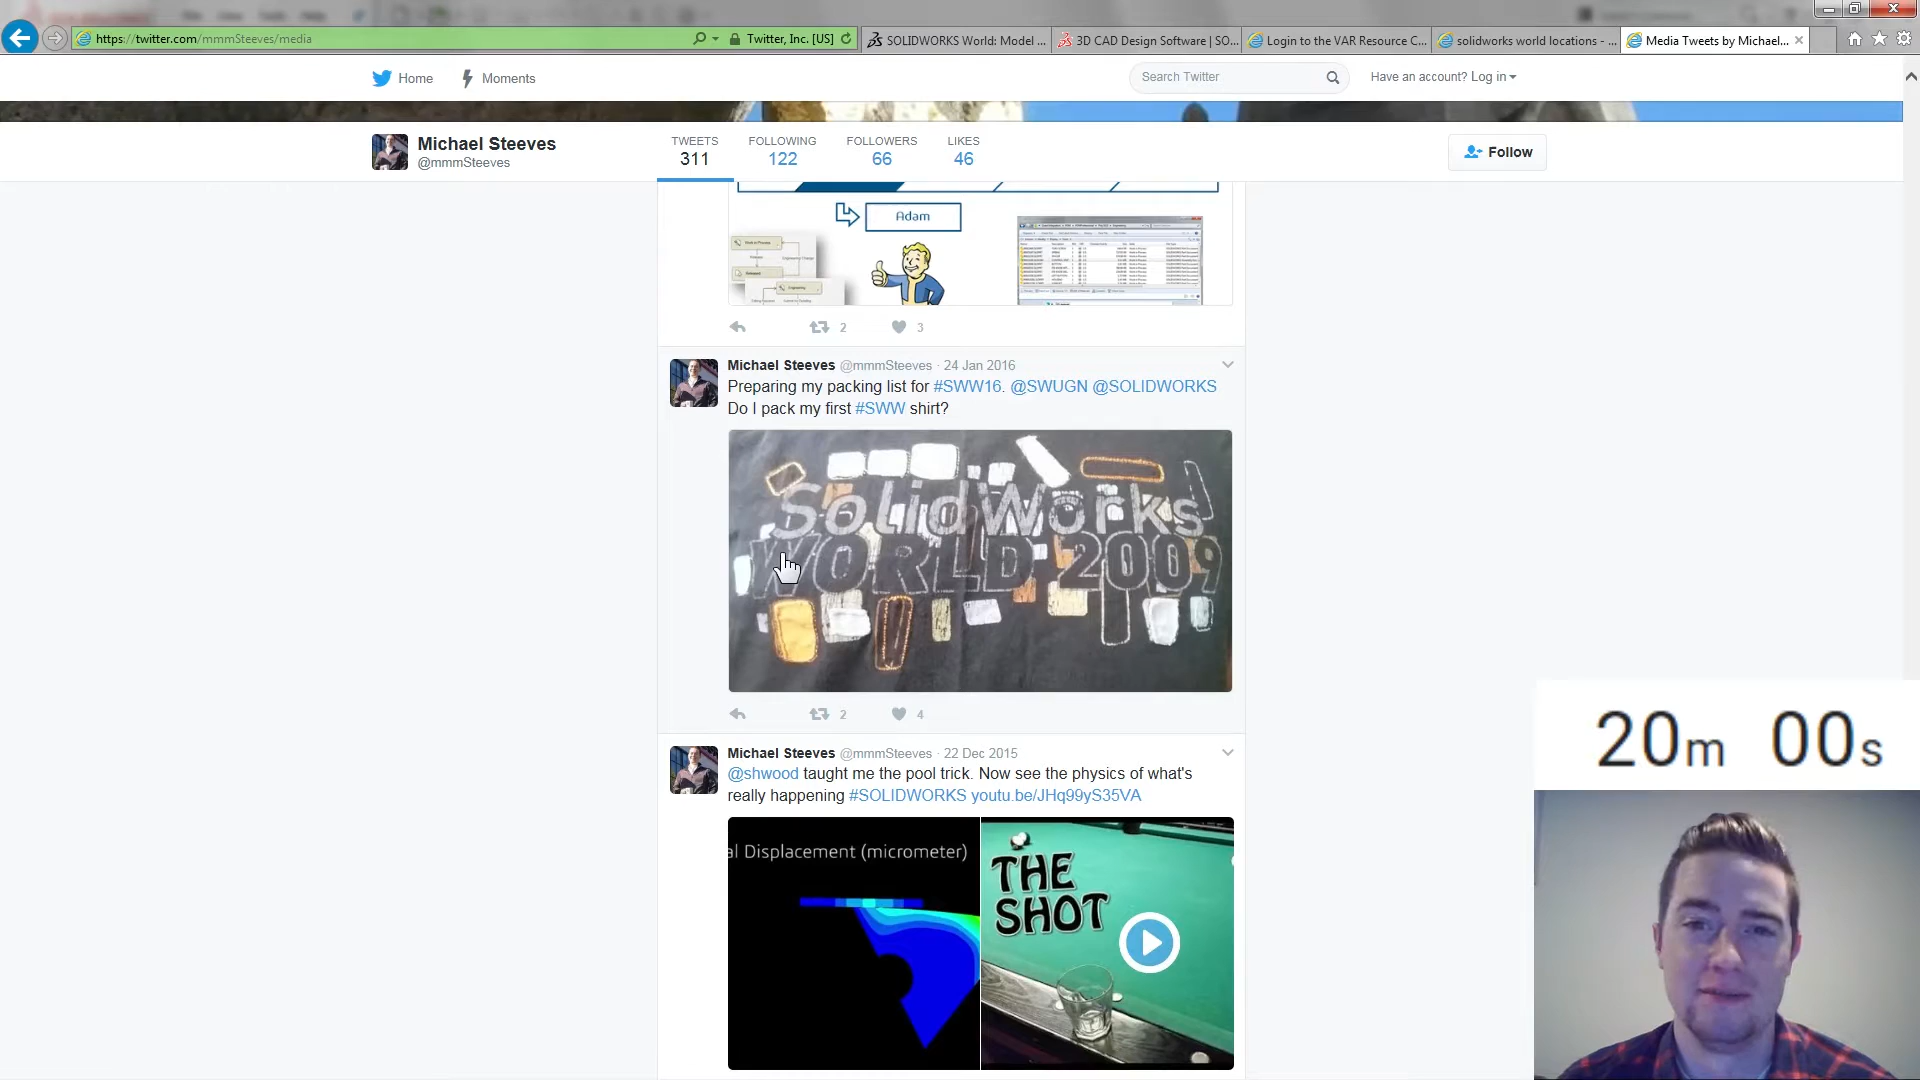 https://twitter.com/mmmSteeves/media
Twitter, Inc. [US]
SOLIDWORKS World: Model ...
3D CAD Design Software | SO...
Login to the VAR Resource C...
solidworks world locations - ...
Media Tweets by Michael...
Home
Moments
Search Twitter
Have an account? Log in
Michael Steeves
@mmmSteeves
TWEETS
311
FOLLOWING
122
FOLLOWERS
66
LIKES
46
Follow
Adam
2
3
Michael Steeves @mmmSteeves · 24 Jan 2016
Preparing my packing list for #SWW16. @SWUGN @SOLIDWORKS
Do I pack my first #SWW shirt?
SolidWorks
WORLD 2009
2
4
Michael Steeves @mmmSteeves · 22 Dec 2015
@shwood taught me the pool trick. Now see the physics of what's
really happening #SOLIDWORKS youtu.be/JHq99yS35VA
al Displacement (micrometer)
THE
SHOT
20m 00s